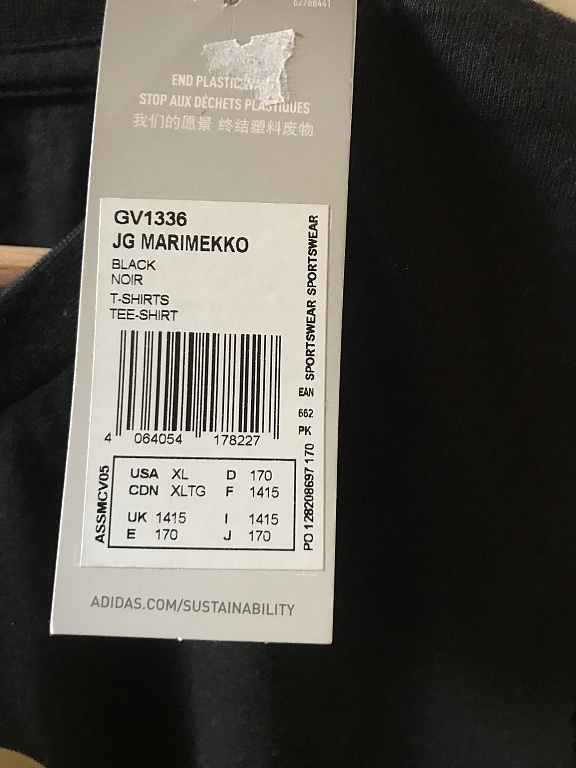 END PLASTIC
STOP AUX DÉCHETS PLASTIQUES
我们的愿景 终结塑料废物
GV1336
JG MARIMEKKO
BLACK
NOIR
T-SHIRTS
TEE-SHIRT
4 064054 178227
SPORTSWEAR SPORTSWEAR
EAN
662
PK
PO 128208697 170
ASSMCV05
USA XL D 170
CDN XLTG F 1415
UK 1415 I 1415
E 170 J 170
ADIDAS.COM/SUSTAINABILITY